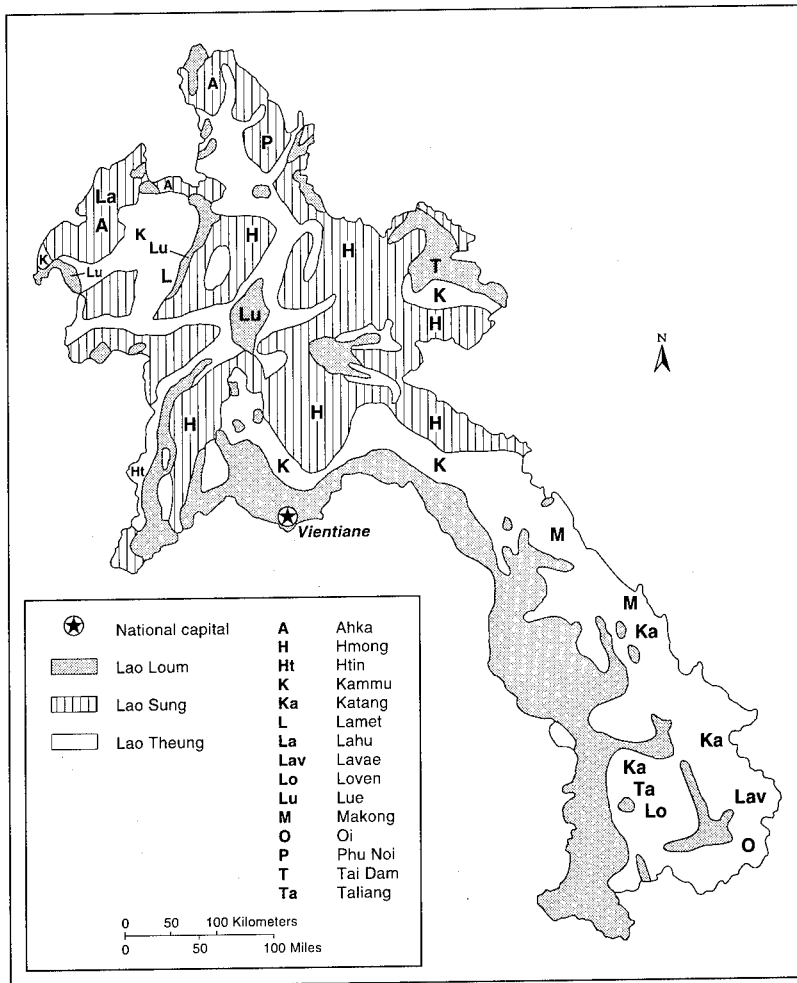 A
P
La
A
A
K
Lu
H
H
K
Lu
L
T
K
Lu
H
N
H
H
H
Ht
K
K
Vientiane
M
M
Ka
Ka
Ka
Ta
Lo
Lav
O
National capital
Lao Loum
Lao Sung
Lao Theung
A Ahka
H Hmong
Ht Htin
K Kammu
Ka Katang
L Lamet
La Lahu
Lav Lavae
Lo Loven
Lu Lue
M Makong
O Oi
P Phu Noi
T Tai Dam
Ta Taliang
0 50 100 Kilometers
0 50 100 Miles